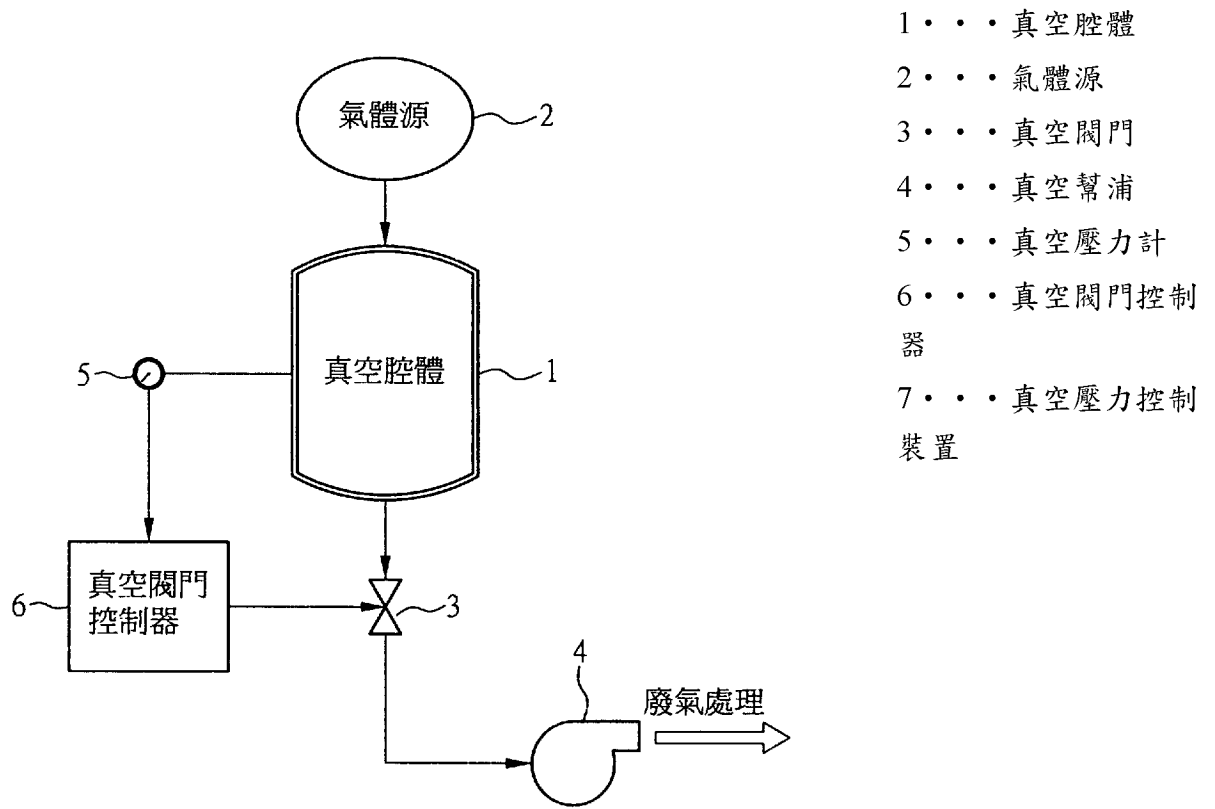 氣體源
2
真空腔體
1
5
真空閥門
控制器
6
3
4
廢氣處理
1···真空腔體
2···氣體源
3···真空閥門
4···真空幫浦
5···真空壓力計
6···真空閥門控制
器
7···真空壓力控制
裝置